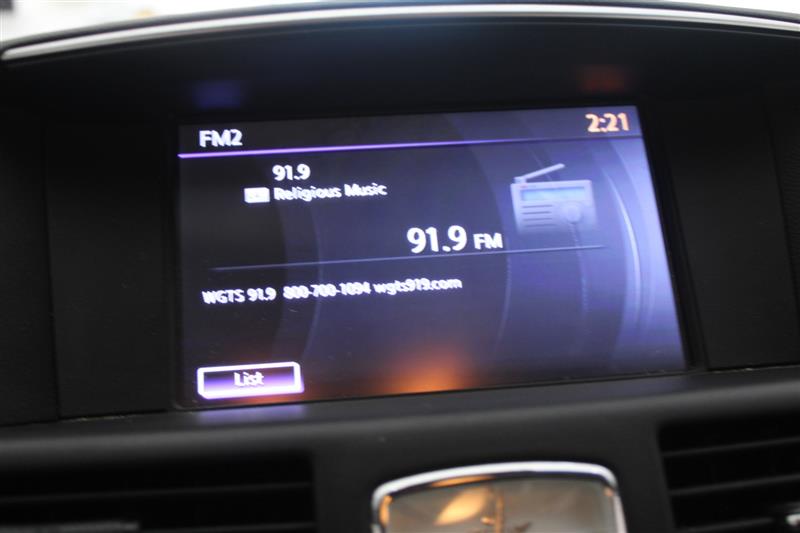 FM2 2:21
91.9
Religious Music
91.9 FM
WGTS 91.9 800-700-1094 wgts919.com
List